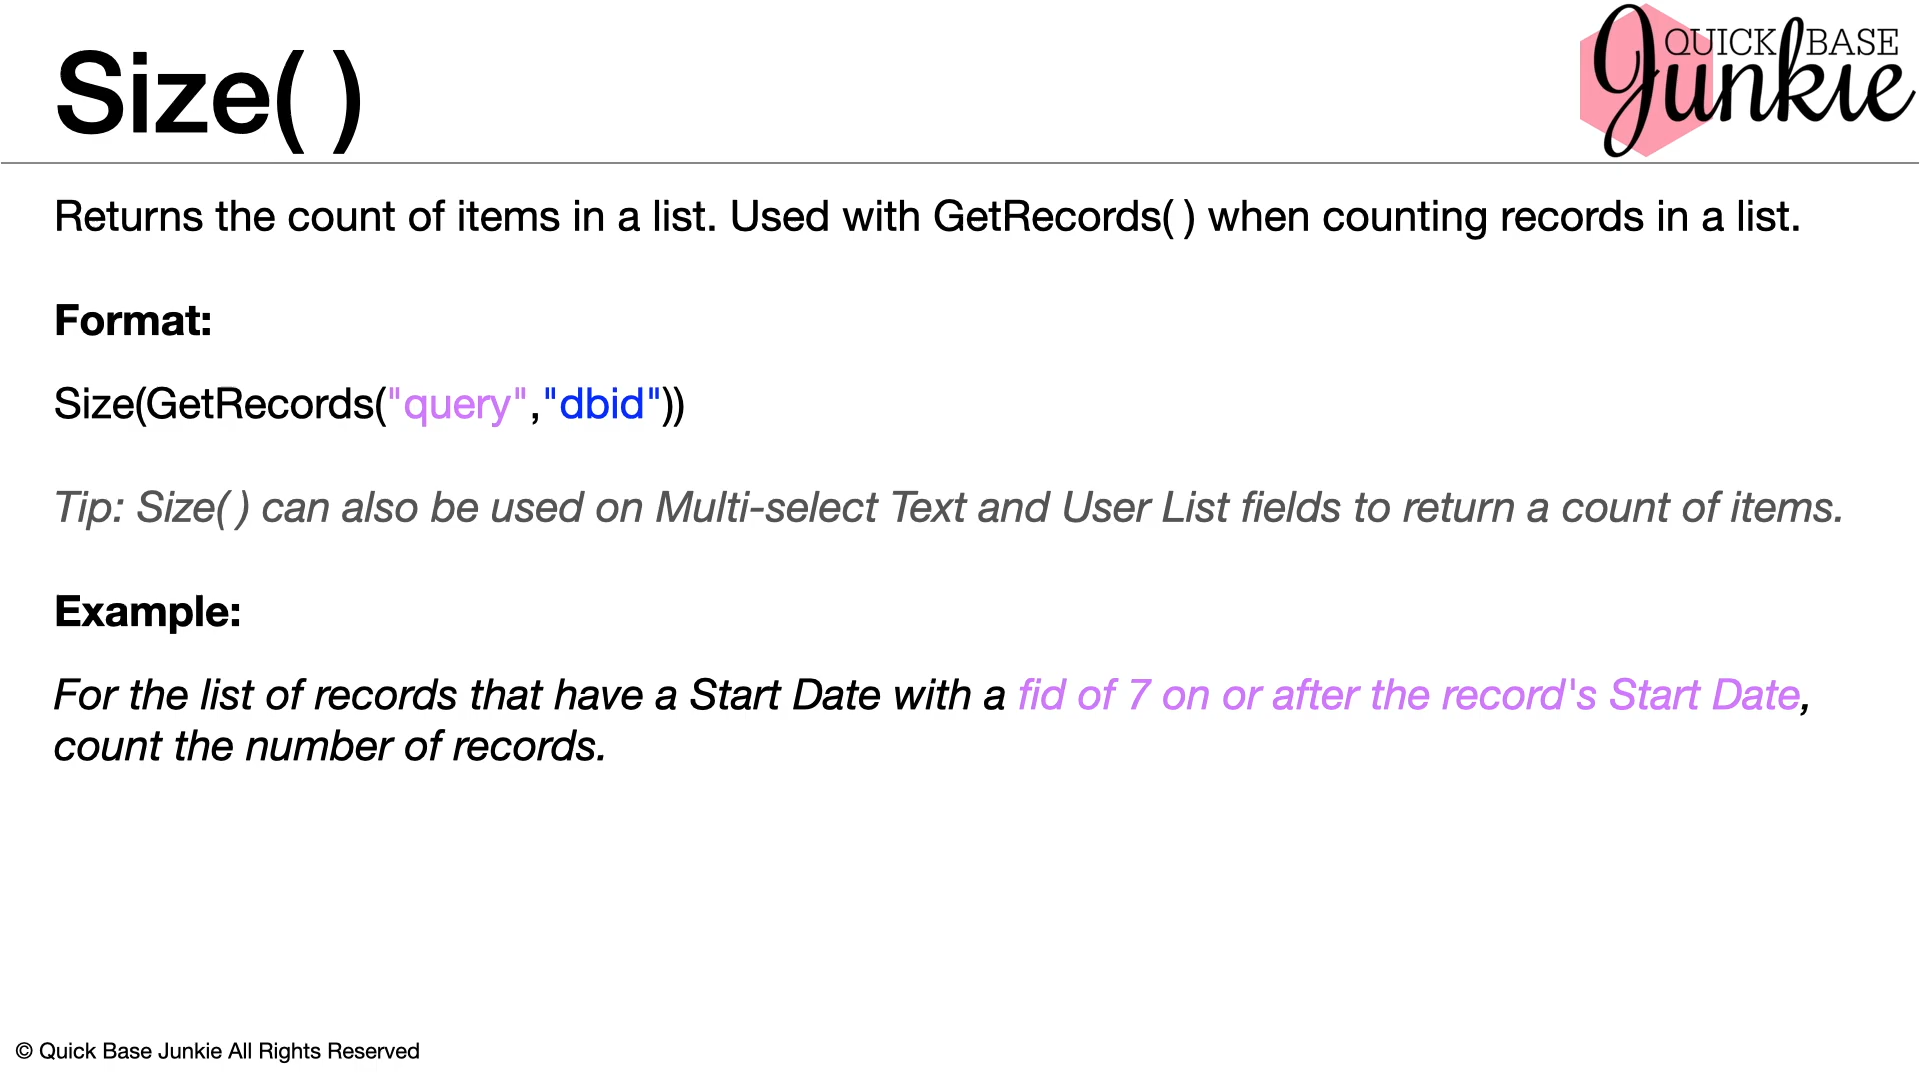 Size( )
QUICK BASE
Junkie
Returns the count of items in a list. Used with GetRecords( ) when counting records in a list.
Format:
Size(GetRecords("query","dbid"))
Tip: Size( ) can also be used on Multi-select Text and User List fields to return a count of items.
Example:
For the list of records that have a Start Date with a fid of 7 on or after the record's Start Date,
count the number of records.
© Quick Base Junkie All Rights Reserved